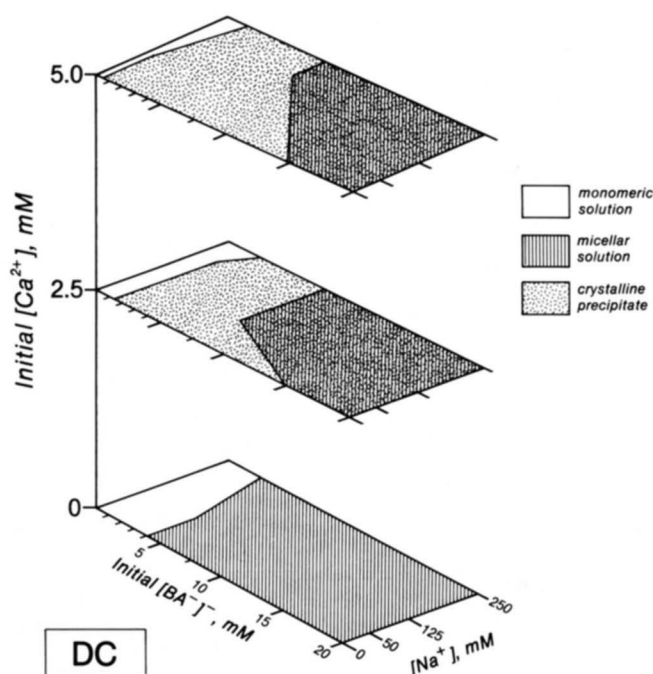 5.0
2.5
0
Initial [Ca²⁺], mM
monomeric
solution
micellar
solution
crystalline
precipitate
5
10
15
20
Initial [BA⁻]⁻, mM
0
50
125
250
[Na⁺], mM
DC